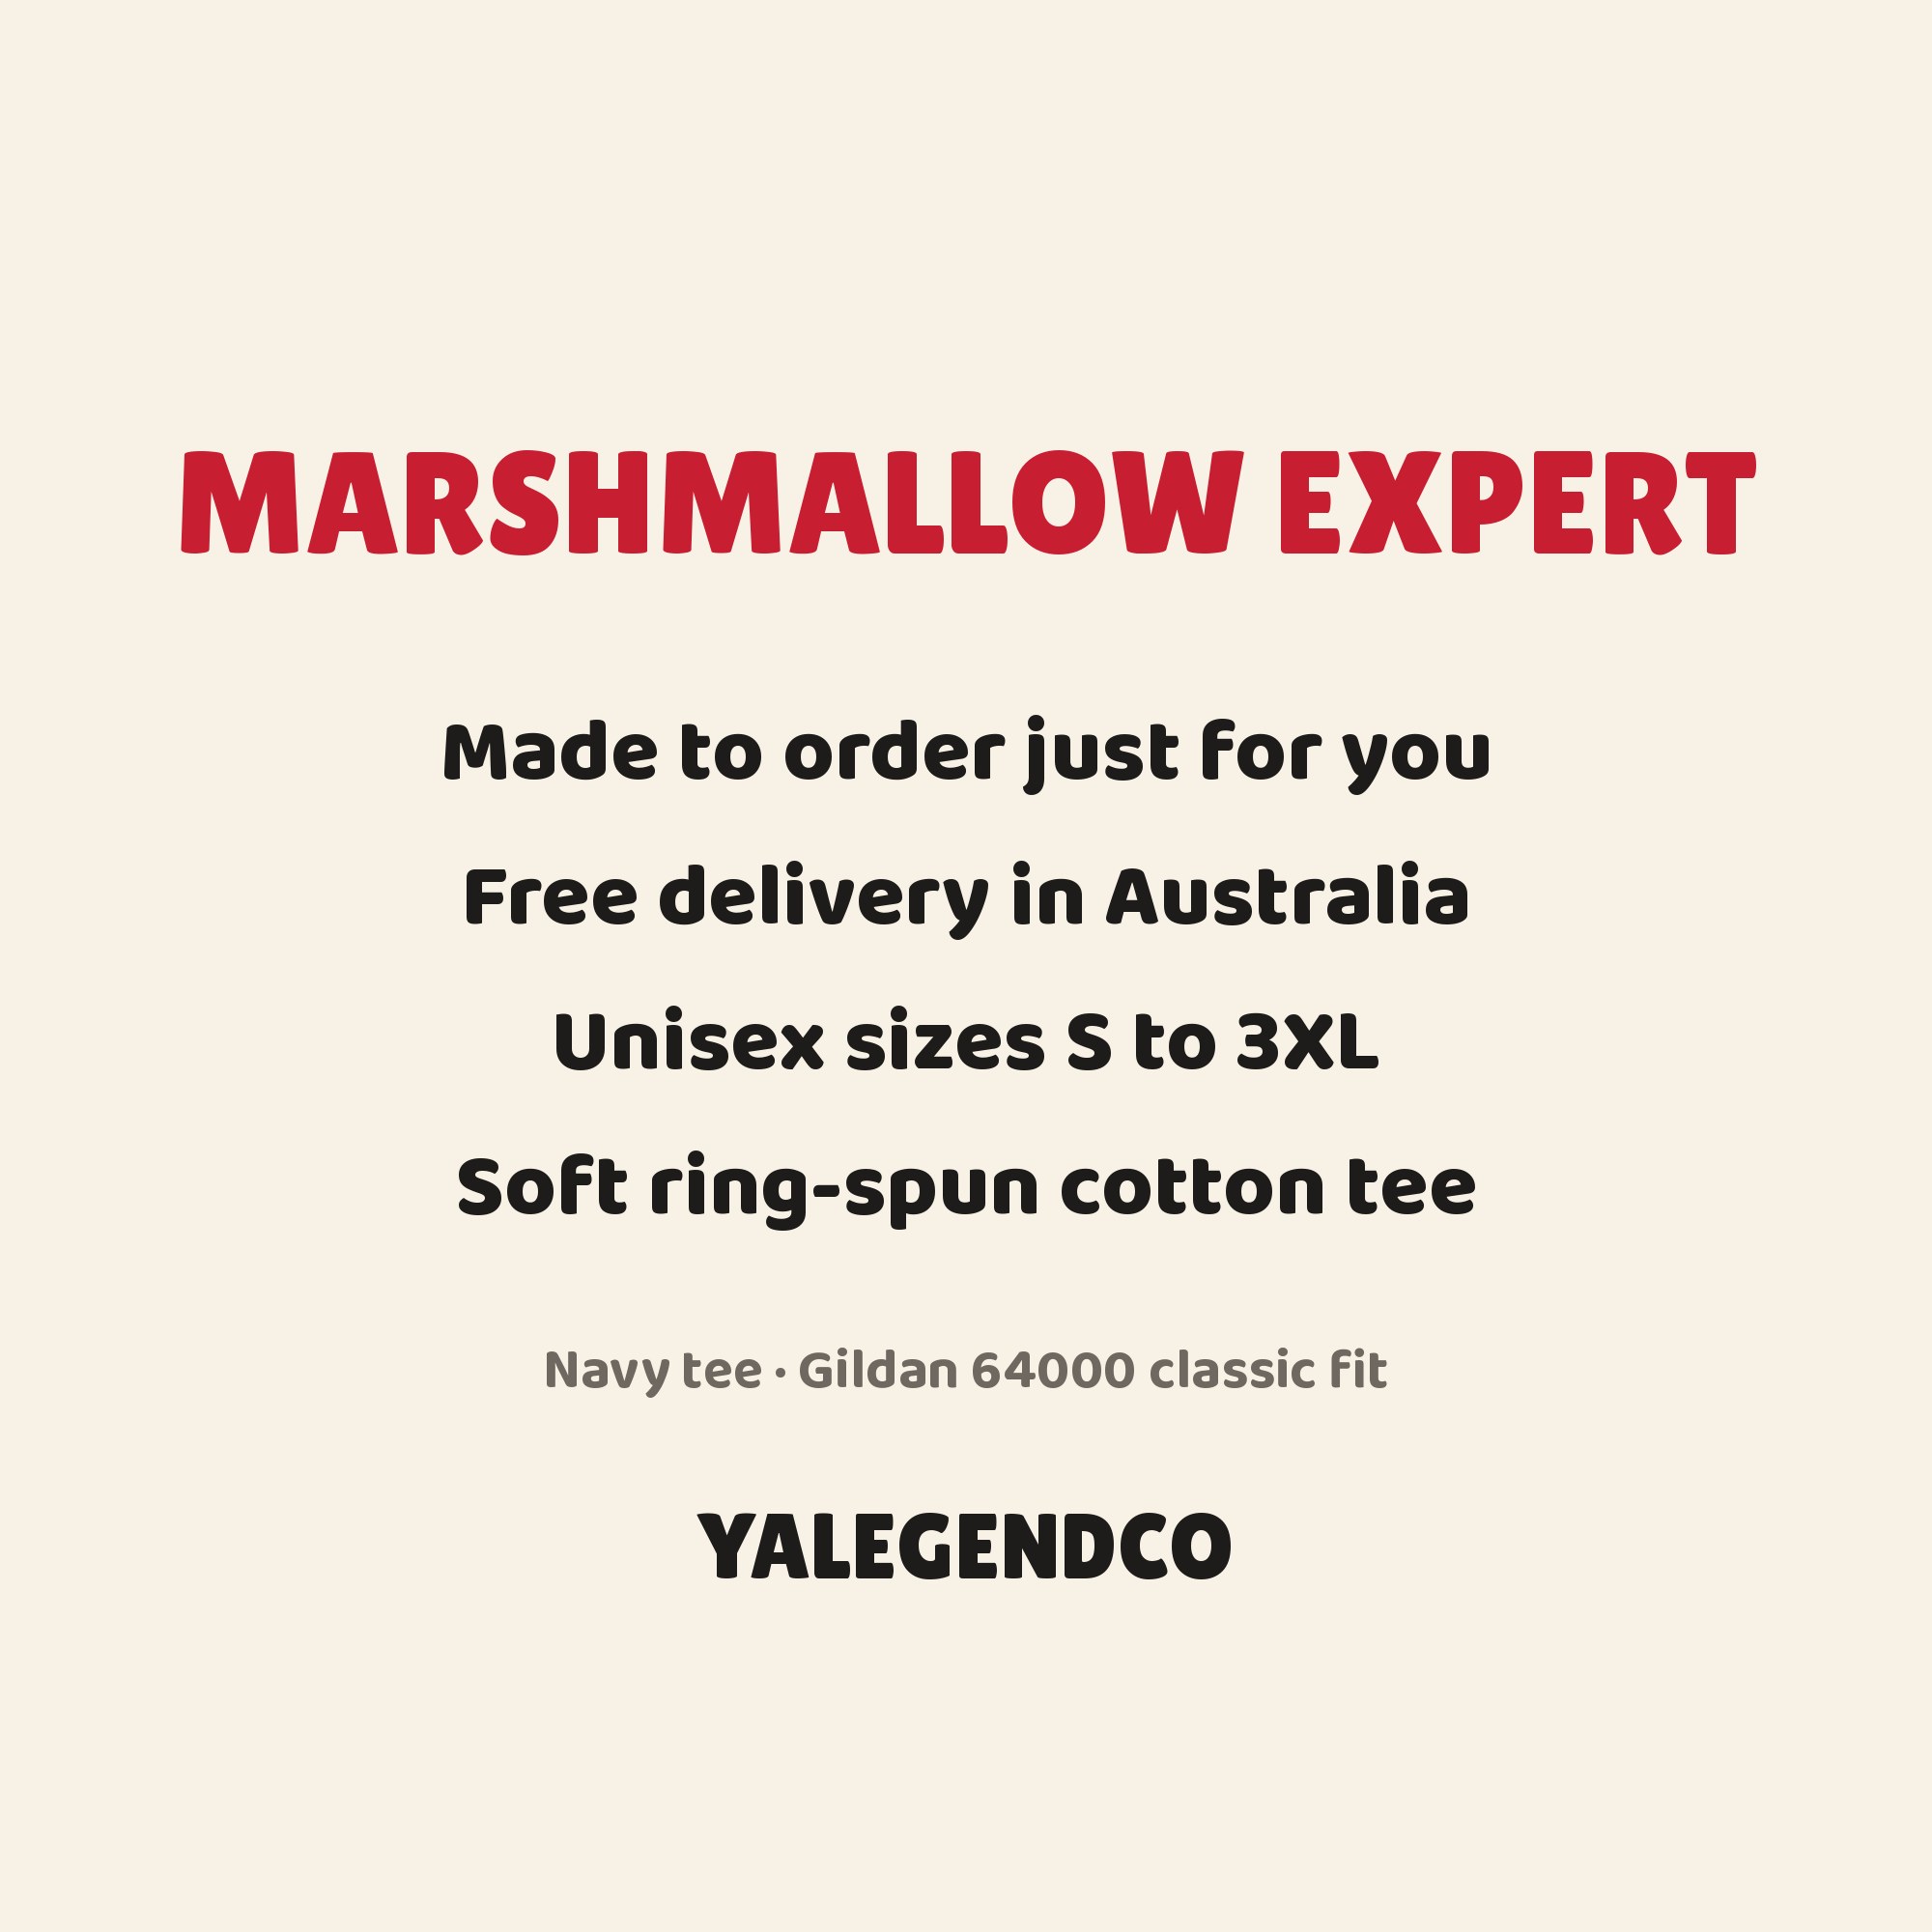 MARSHMALLOW EXPERT
Made to order just for you
Free delivery in Australia
Unisex sizes S to 3XL
Soft ring-spun cotton tee
Navy tee · Gildan 64000 classic fit
YALEGENDCO